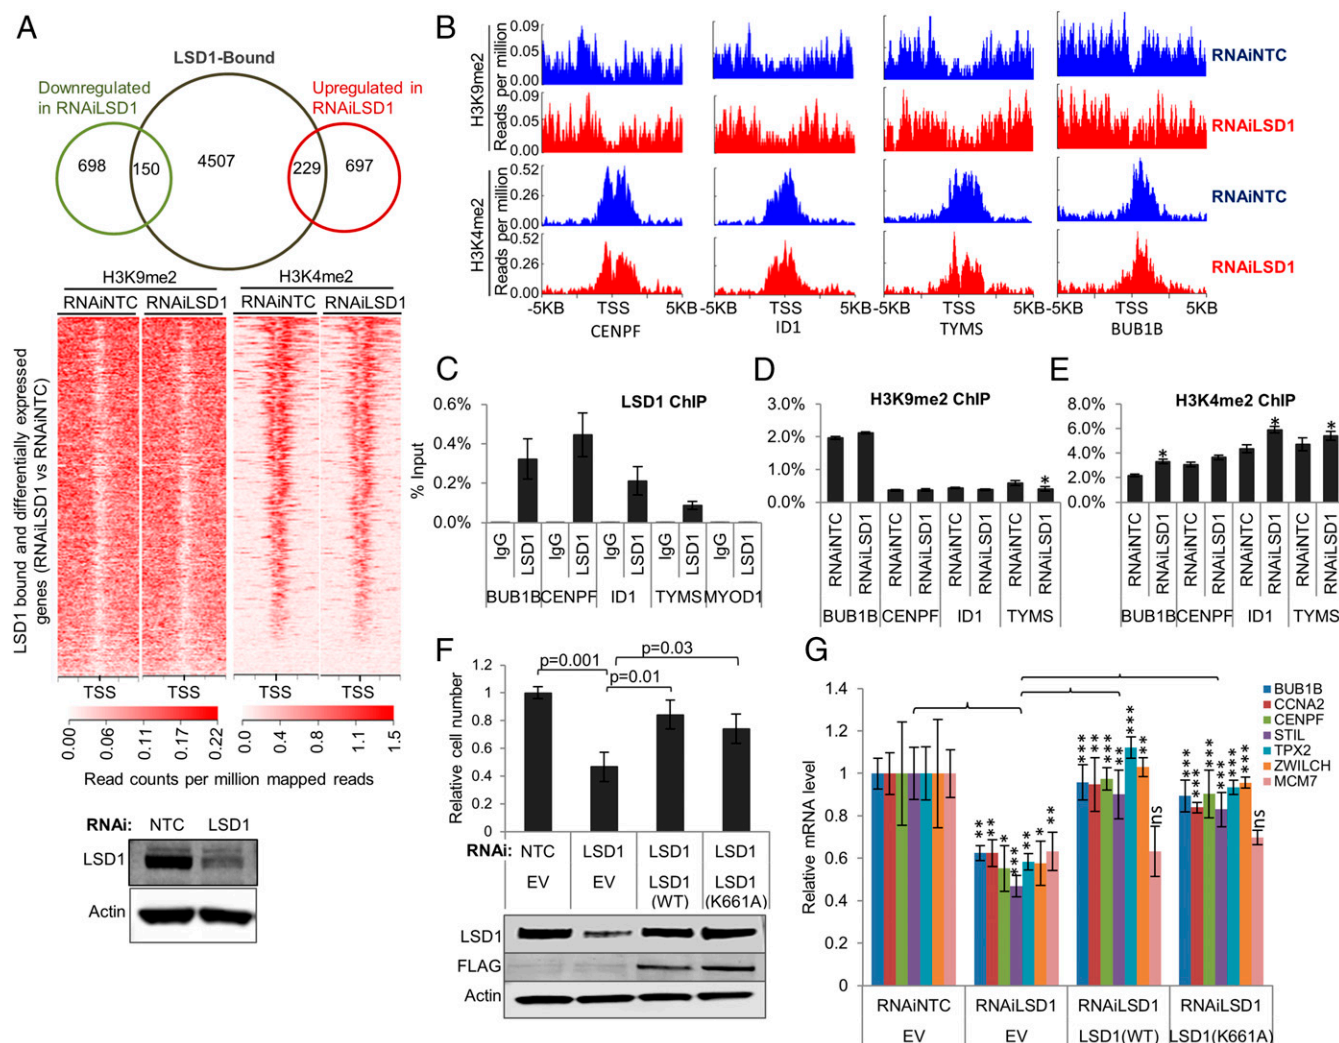 A
LSD1-Bound
Downregulated
in RNAiLSD1
Upregulated in
RNAiLSD1
698
150
4507
229
697
H3K9me2
H3K4me2
RNAiNTC
RNAiLSD1
RNAiNTC
RNAiLSD1
LSD1 bound and differentially expressed
genes (RNAiLSD1 vs RNAiNTC)
TSS
TSS
TSS
TSS
0.00
0.06
0.11
0.17
0.22
0.0
0.4
0.8
1.1
1.5
Read counts per million mapped reads
RNAi: NTC LSD1
LSD1
Actin
B
H3K9me2
Reads per million
0.09
0.05
0.00
0.09
0.05
0.00
H3K4me2
Reads per million
0.52
0.26
0.00
0.52
0.26
0.00
RNAiNTC
RNAiLSD1
RNAiNTC
RNAiLSD1
-5KB TSS 5KB
-5KB TSS 5KB
-5KB TSS 5KB
-5KB TSS 5KB
CENPF
ID1
TYMS
BUB1B
C
LSD1 ChIP
% Input
0.6%
0.4%
0.2%
0.0%
IgG
LSD1
IgG
LSD1
IgG
LSD1
IgG
LSD1
IgG
LSD1
BUB1B
CENPF
ID1
TYMS
MYOD1
D
H3K9me2 ChIP
3.0%
2.0%
1.0%
0.0%
*
RNAiNTC
RNAiLSD1
RNAiNTC
RNAiLSD1
RNAiNTC
RNAiLSD1
RNAiNTC
RNAiLSD1
BUB1B
CENPF
ID1
TYMS
E
H3K4me2 ChIP
8.0%
6.0%
4.0%
2.0%
0.0%
*
*
*
RNAiNTC
RNAiLSD1
RNAiNTC
RNAiLSD1
RNAiNTC
RNAiLSD1
RNAiNTC
RNAiLSD1
BUB1B
CENPF
ID1
TYMS
F
Relative cell number
1.2
1
0.8
0.6
0.4
0.2
0
p=0.001
p=0.03
p=0.01
RNAi: NTC LSD1 LSD1 LSD1
EV EV LSD1 LSD1
(WT) (K661A)
LSD1
FLAG
Actin
G
Relative mRNA level
1.4
1.2
1
0.8
0.6
0.4
0.2
0
BUB1B
CCNA2
CENPF
STIL
TPX2
ZWILCH
MCM7
**
**
*
***
**
*
**
***
***
***
**
***
**
ns
***
***
***
***
***
***
ns
RNAiNTC RNAiLSD1 RNAiLSD1 RNAiLSD1
EV EV LSD1(WT) LSD1(K661A)